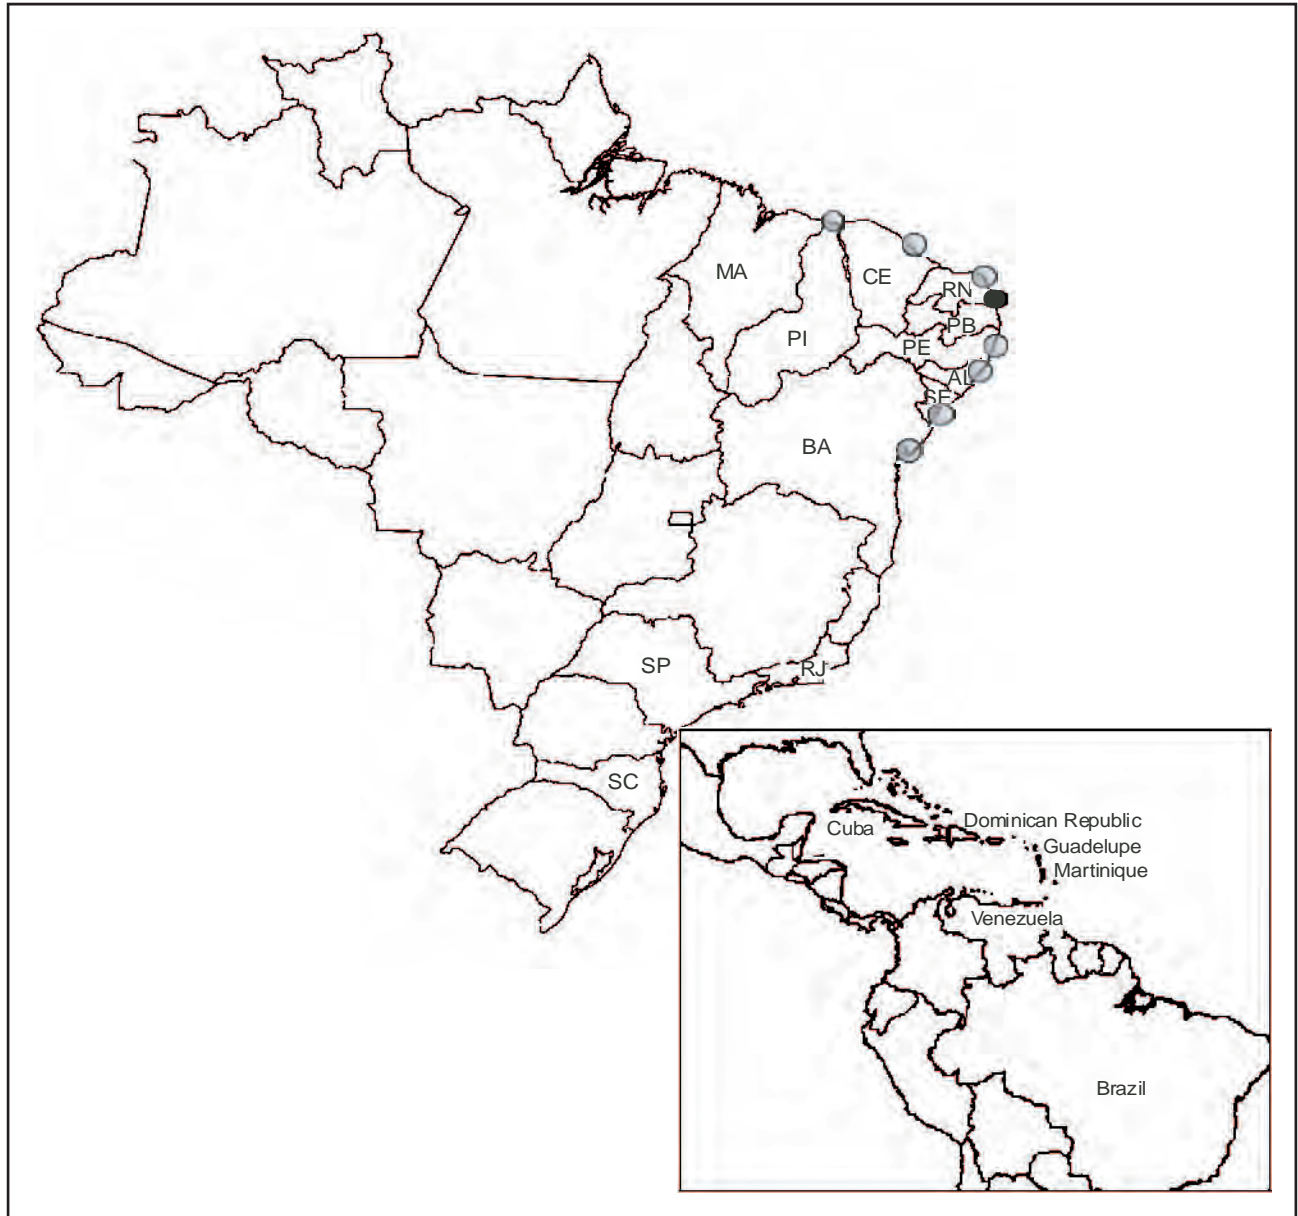 MA
CE
RN
PB
PI
PE
AL
SE
BA
SP
RJ
SC
Cuba
Dominican Republic
Guadelupe
Martinique
Venezuela
Brazil